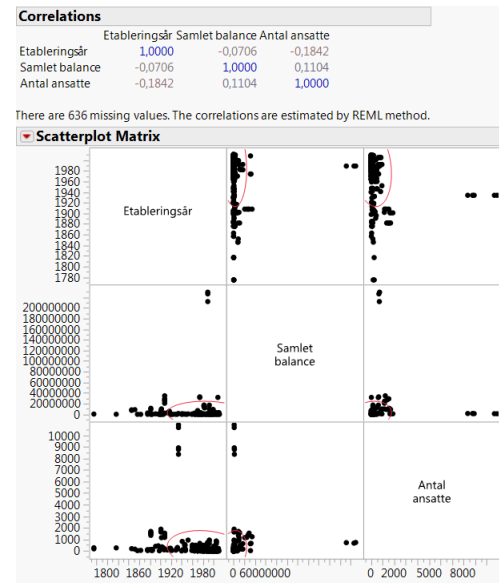 Correlations
Etableringsår Samlet balance Antal ansatte
Etableringsår 1,0000 -0,0706 -0,1842
Samlet balance -0,0706 1,0000 0,1104
Antal ansatte -0,1842 0,1104 1,0000
There are 636 missing values. The correlations are estimated by REML method.
Scatterplot Matrix
1980
1960
1940
1920
1900
1880
1860
1840
1820
1800
1780
Etableringsår
200000000
180000000
160000000
140000000
120000000
100000000
80000000
60000000
40000000
20000000
0
Samlet
balance
10000
9000
8000
7000
6000
5000
4000
3000
2000
1000
0
Antal
ansatte
1800 1860 1920 1980 0 60000000 0 2000 5000 8000